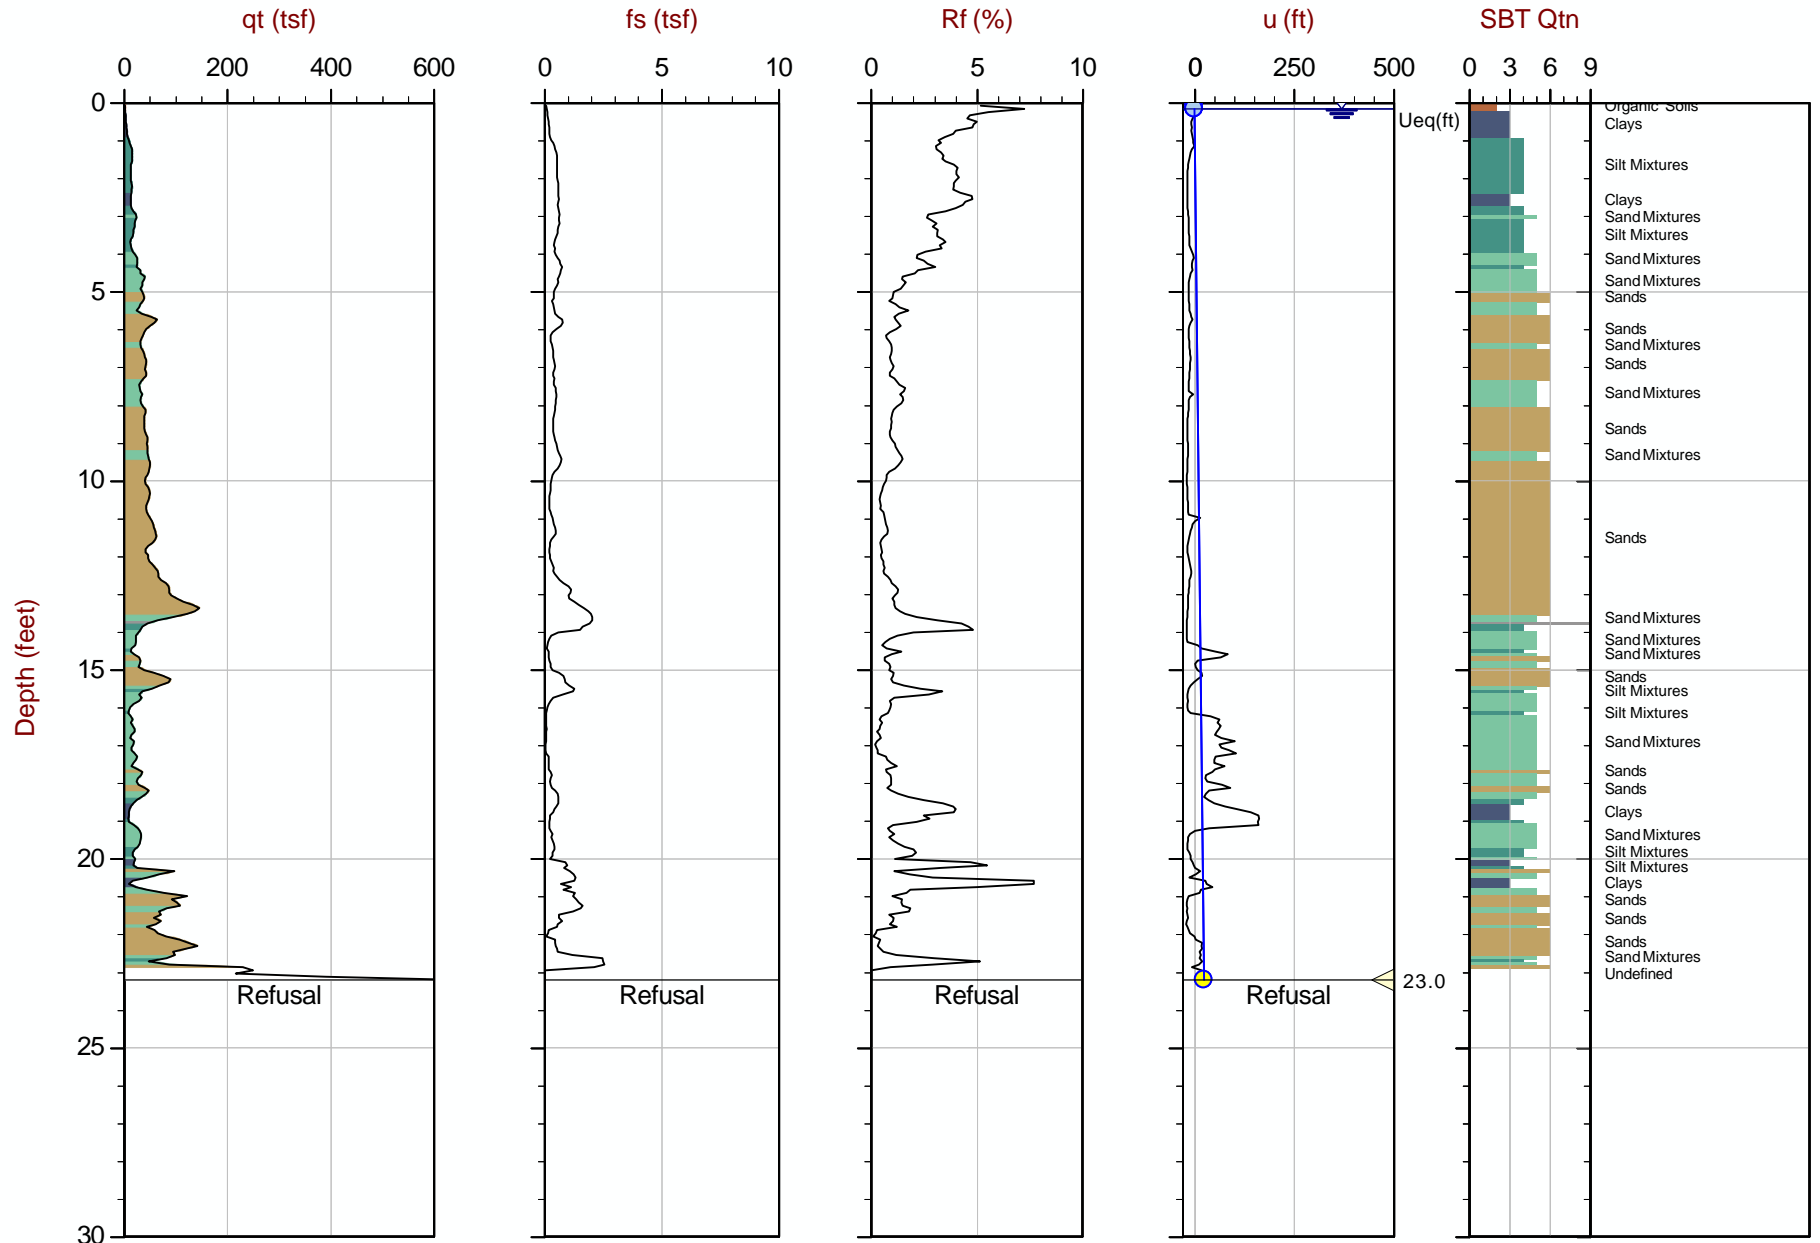 qt (tsf) fs (tsf) Rf (%) u (ft) SBT Qtn
0 200 400 600 0 5 10 0 5 10 0 250 500 0 3 6 9
0
Organic Soils
Ueq(ft)
Clays
Silt Mixtures
Clays
Sand Mixtures
Silt Mixtures
Sand Mixtures
Sand Mixtures
5
Sands
Sands
Sand Mixtures
Sands
Sand Mixtures
Sands
Sand Mixtures
10
Sands
Depth (feet)
Sand Mixtures
Sand Mixtures
Sand Mixtures
15
Sands
Silt Mixtures
Silt Mixtures
Sand Mixtures
Sands
Sands
Clays
Sand Mixtures
Silt Mixtures
20
Silt Mixtures
Clays
Sands
Sands
Sands
Sand Mixtures
Undefined
23.0
Refusal Refusal Refusal Refusal
25
30